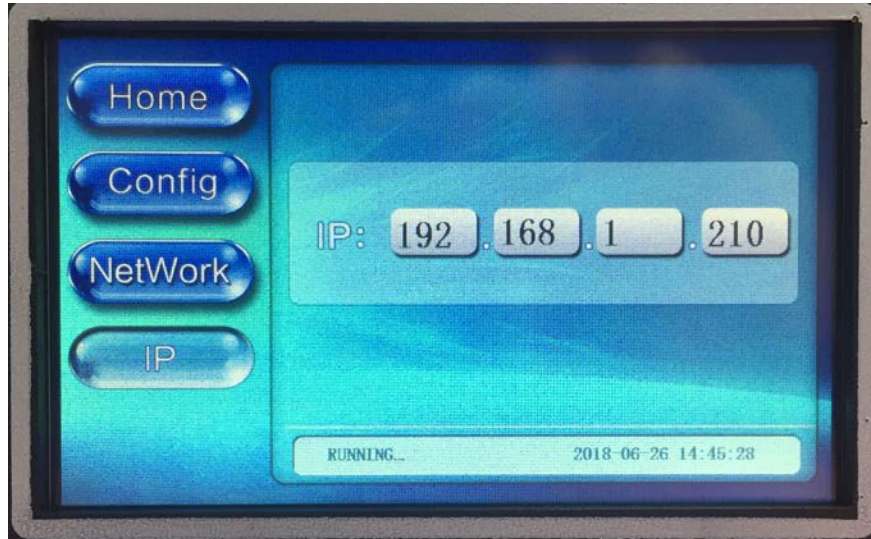 Home
Config
NetWork
IP
IP: 192 . 168 . 1 . 210
RUNNING... 2018-06-26 14:45:28